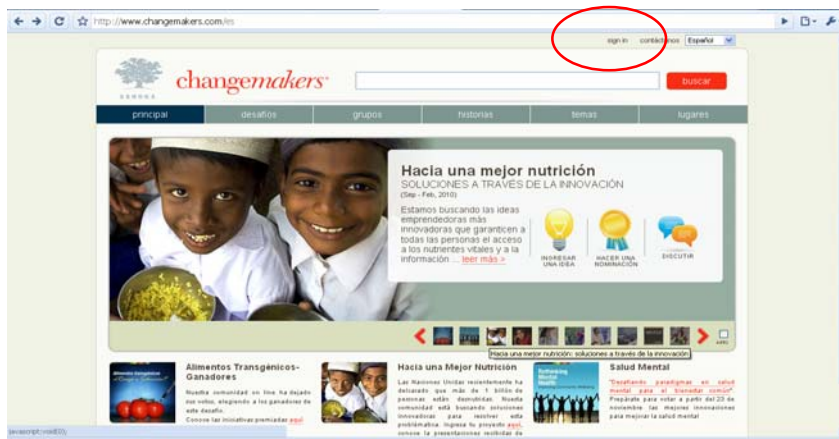 http://www.changemakers.com/es
sign in contáctenos Español
ASHOKA
changemakers
buscar
principal desafíos grupos historias temas lugares
Hacia una mejor nutrición
SOLUCIONES A TRAVÉS DE LA INNOVACIÓN
(Sep - Feb, 2010)
Estamos buscando las ideas
emprendedoras más
innovadoras que garanticen a
todas las personas el acceso
a los nutrientes vitales y a la
información ... leer más >
INGRESAR
UNA IDEA
HACER UNA
NOMINACIÓN
DISCUTIR
Hacia una mejor nutrición: soluciones a través de la innovación
Alimentos Transgénicos-
Ganadores
Nuestra comunidad on line ha dejado
sus votos, elegiendo a los ganadores de
este desafío.
Conoce las iniciativas premiadas aquí
Hacia una Mejor Nutrición
Las Naciones Unidas recientemente ha
delcarado que más de 1 billón de
personas están desnutridas. Nuestra
comunidad está buscando soluciones
innovadoras para resolver esta
problemática. Ingresa tu proyecto aquí,
conoce la presentaciones recibidas de
Rethinking
Mental
Health
Salud Mental
"Desafiando paradigmas en salud
mental para el bienestar común".
Prepárate para votar a partir del 23 de
noviembre las mejores innovaciones
para mejorar la salud mental
javascript:void(0);